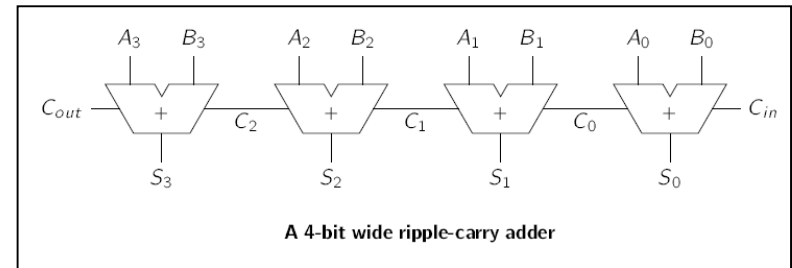 A3 B3 A2 B2 A1 B1 A0 B0
Cout + C2 + C1 + C0 + Cin
S3 S2 S1 S0
A 4-bit wide ripple-carry adder